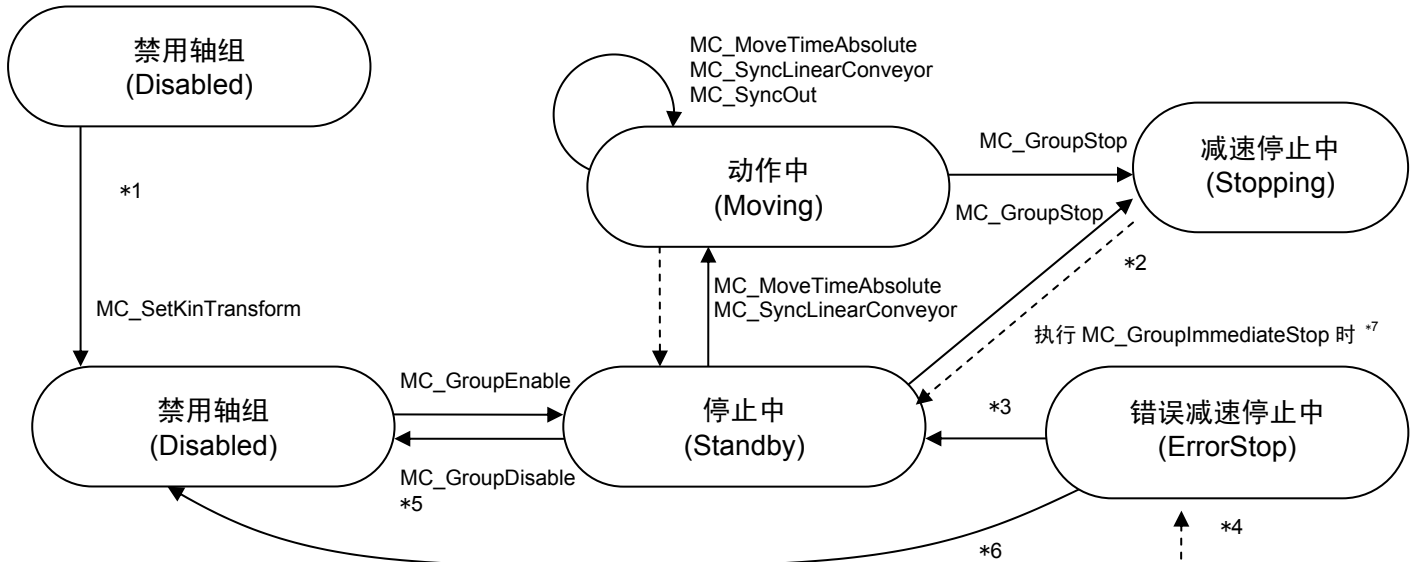 禁用轴组
(Disabled)
MC_MoveTimeAbsolute
MC_SyncLinearConveyor
MC_SyncOut
动作中
(Moving)
MC_GroupStop
减速停止中
(Stopping)
*1
MC_GroupStop
*2
MC_SetKinTransform
MC_MoveTimeAbsolute
MC_SyncLinearConveyor
执行 MC_GroupImmediateStop 时 *7
禁用轴组
(Disabled)
MC_GroupEnable
MC_GroupDisable
*5
停止中
(Standby)
*3
错误减速停止中
(ErrorStop)
*4
*6